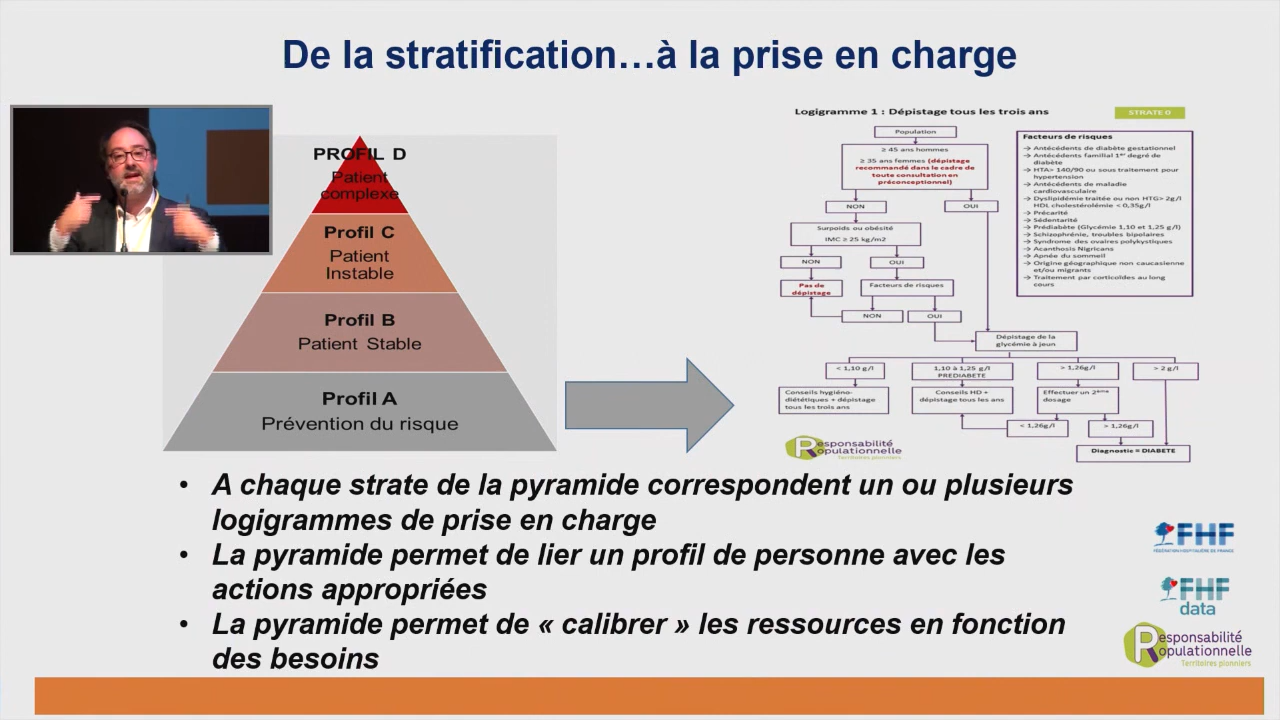 De la stratification…à la prise en charge
PROFIL D
Patient
complexe
Profil C
Patient
Instable
Profil B
Patient Stable
Profil A
Prévention du risque
Logigramme 1 : Dépistage tous les trois ans
STRATE 0
Population
≥ 45 ans hommes
≥ 35 ans femmes (dépistage
recommandé dans le cadre de
toute consultation en
préconceptionnel)
NON
OUI
Surpoids ou obésité
IMC ≥ 25 kg/m2
NON
OUI
Pas de
dépistage
Facteurs de risques
NON
OUI
Dépistage de la
glycémie à jeun
< 1,10 g/l
1,10 à 1,25 g/l
PREDIABETE
> 1,26g/l
> 2 g/l
Conseils hygiéno-
diététiques + dépistage
tous les trois ans
Conseils HD +
dépistage tous les ans
Effectuer un 2ème
dosage
< 1,26g/l
> 1,26g/l
Diagnostic = DIABETE
Facteurs de risques
→ Antécédents de diabète gestationnel
→ Antécédents familial 1er degré de
diabète
→ HTA> 140/90 ou sous traitement pour
hypertension
→ Antécédents de maladie
cardiovasculaire
→ Dyslipidémie traitée ou non HTG> 2g/l
HDL cholestérolémie < 0,35g/l
→ Précarité
→ Sédentarité
→ Prédiabète (Glycémie 1,10 et 1,25 g/l)
→ Schizophrénie, troubles bipolaires
→ Syndrome des ovaires polykystiques
→ Acanthosis Nigricans
→ Apnée du sommeil
→ Origine géographique non caucasienne
et/ou migrants
→ Traitement par corticoïdes au long
cours
Responsabilité
Populationnelle
Territoires pionniers
• A chaque strate de la pyramide correspondent un ou plusieurs
logigrammes de prise en charge
• La pyramide permet de lier un profil de personne avec les
actions appropriées
• La pyramide permet de « calibrer » les ressources en fonction
des besoins
FHF
FÉDÉRATION HOSPITALIÈRE DE FRANCE
FHF
data
Responsabilité
Populationnelle
Territoires pionniers